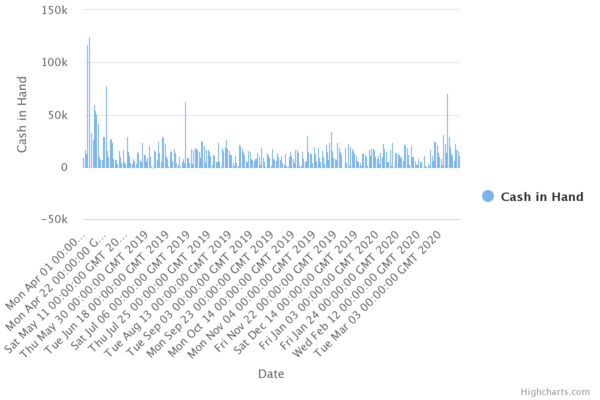 150k
100k
50k
0
−50k
Cash in Hand
Mon Apr 01 00:00:00...
Mon Apr 22 00:00:00 G...
Sat May 11 00:00:00 GMT 20...
Thu May 30 00:00:00 GMT 2019
Tue Jun 18 00:00:00 GMT 2019
Sat Jul 06 00:00:00 GMT 2019
Thu Jul 25 00:00:00 GMT 2019
Tue Aug 13 00:00:00 GMT 2019
Tue Sep 03 00:00:00 GMT 2019
Mon Sep 23 00:00:00 GMT 2019
Mon Oct 14 00:00:00 GMT 2019
Mon Nov 04 00:00:00 GMT 2019
Fri Nov 22 00:00:00 GMT 2019
Sat Dec 14 00:00:00 GMT 2019
Fri Jan 03 00:00:00 GMT 2020
Fri Jan 24 00:00:00 GMT 2020
Wed Feb 12 00:00:00 GMT 2020
Tue Mar 03 00:00:00 GMT 2020
Date
Cash in Hand
Highcharts.com